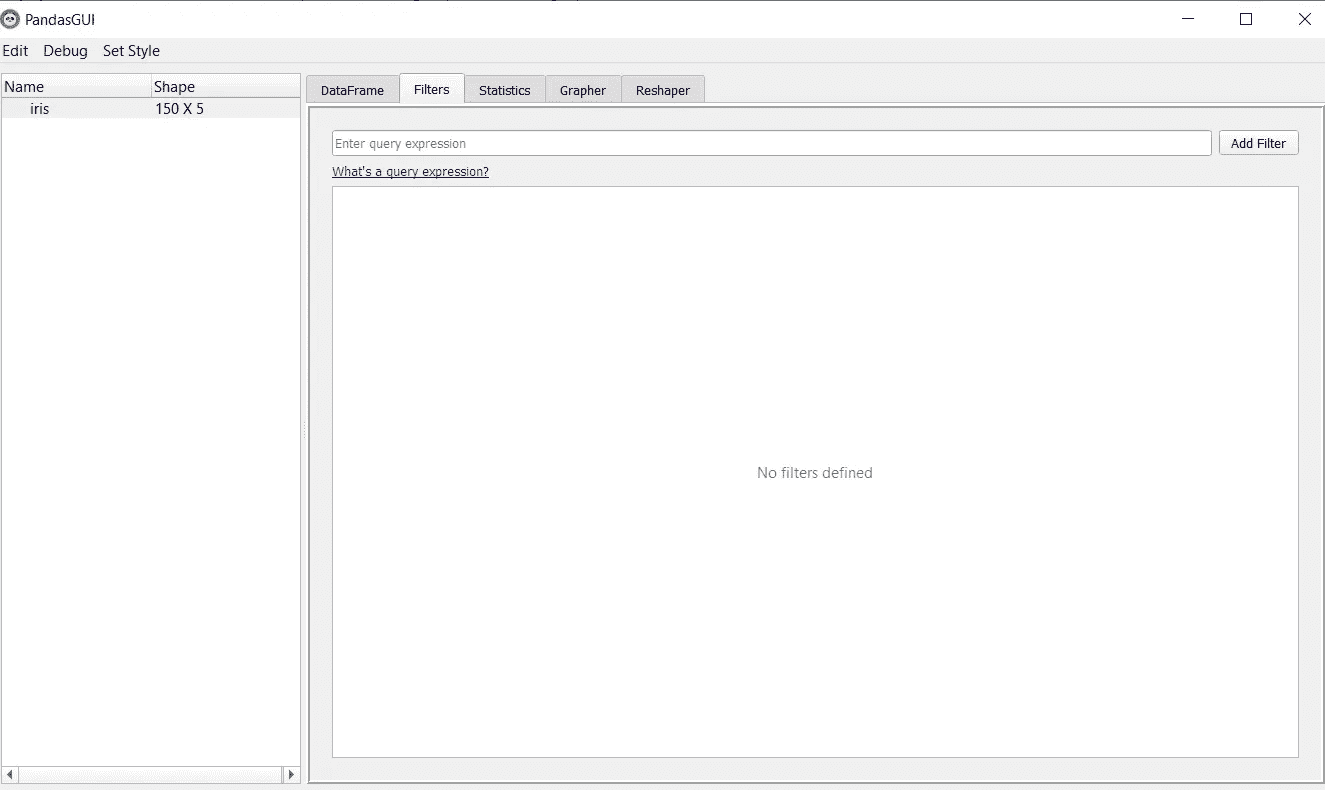 PandasGUI
Edit Debug Set Style
Name Shape
iris 150 X 5
DataFrame Filters Statistics Grapher Reshaper
Enter query expression Add Filter
What's a query expression?
No filters defined